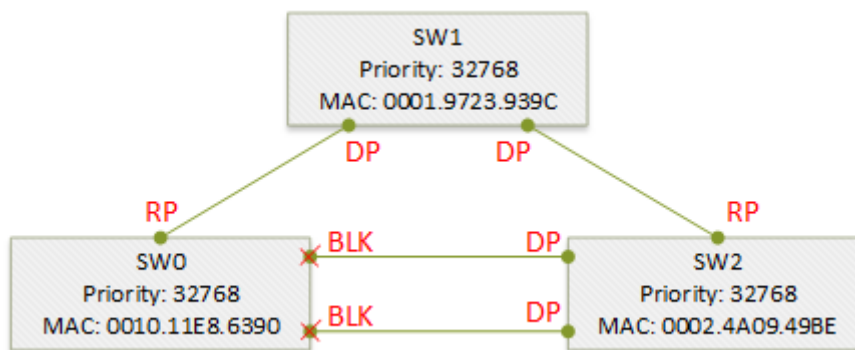 SW1
Priority: 32768
MAC: 0001.9723.939C
DP
DP
RP
RP
SW0
Priority: 32768
MAC: 0010.11E8.6390
BLK
DP
BLK
DP
SW2
Priority: 32768
MAC: 0002.4A09.49BE